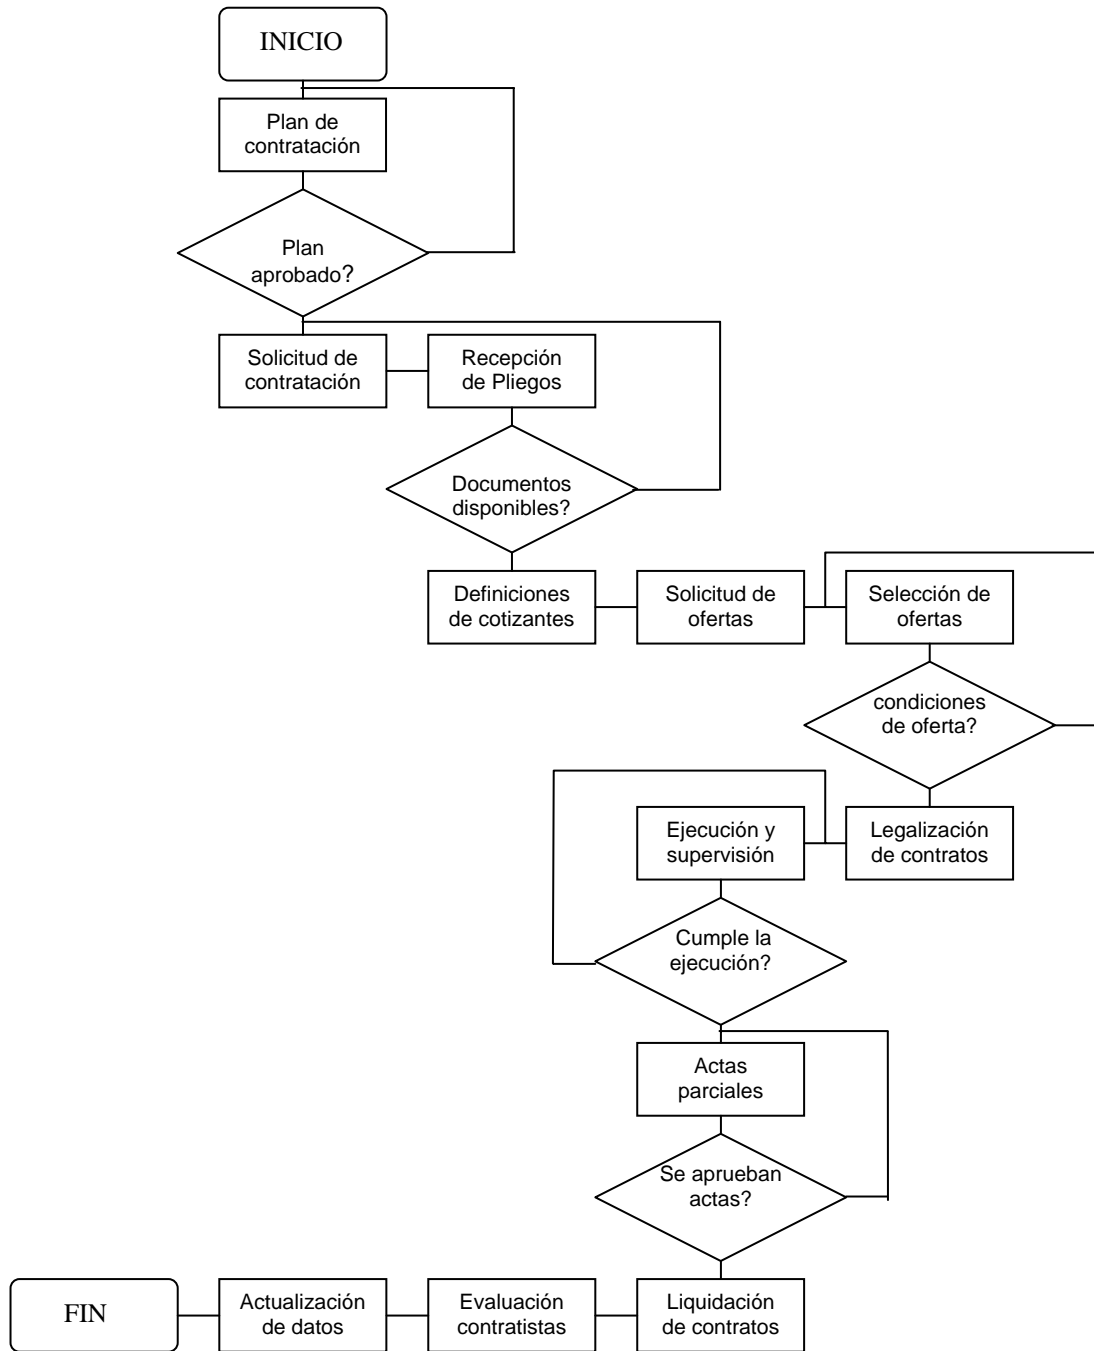 INICIO
Plan de
contratación
Plan
aprobado?
Solicitud de
contratación
Recepción
de Pliegos
Documentos
disponibles?
Definiciones
de cotizantes
Solicitud de
ofertas
Selección de
ofertas
condiciones
de oferta?
Legalización
de contratos
Ejecución y
supervisión
Cumple la
ejecución?
Actas
parciales
Se aprueban
actas?
Liquidación
de contratos
Evaluación
contratistas
Actualización
de datos
FIN